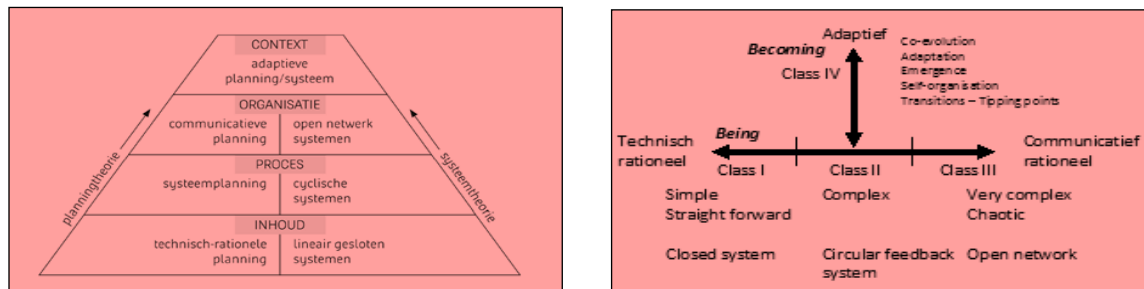 CONTEXT
adaptieve
planning/systeem
ORGANISATIE
communicatieve
planning
open netwerk
systemen
PROCES
systeemplanning
cyclische
systemen
INHOUD
technisch-rationele
planning
lineair gesloten
systemen
planningtheorie
systeemtheorie
Adaptief
Becoming
Class IV
Co-evolution
Adaptation
Emergence
Self-organisation
Transitions – Tipping points
Technisch
rationeel
Being
Communicatief
rationeel
Class I
Class II
Class III
Simple
Straight forward
Complex
Very complex
Chaotic
Closed system
Circular feedback
system
Open network